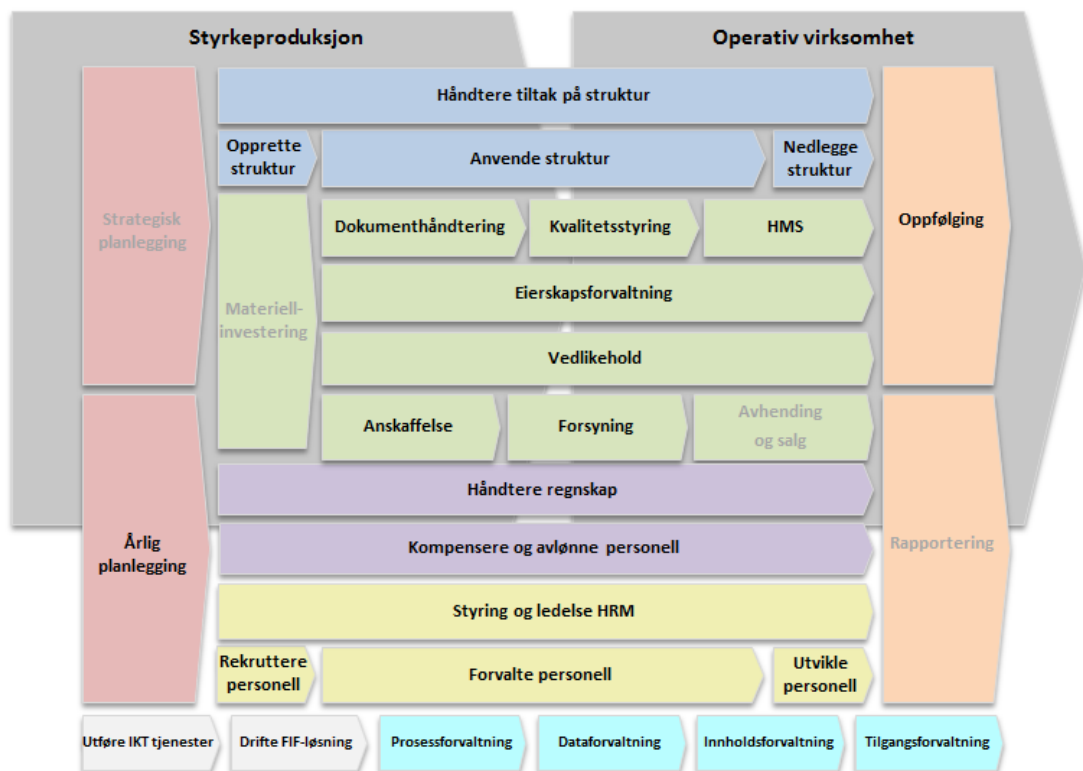 Styrkeproduksjon
Operativ virksomhet
Håndtere tiltak på struktur
Opprette
struktur
Anvende struktur
Nedlegge
struktur
Strategisk
planlegging
Dokumenthåndtering
Kvalitetsstyring
HMS
Oppfølging
Materiell-
investering
Eierskapsforvaltning
Vedlikehold
Anskaffelse
Forsyning
Avhending
og salg
Håndtere regnskap
Årlig
planlegging
Kompensere og avlønne personell
Rapportering
Styring og ledelse HRM
Rekruttere
personell
Forvalte personell
Utvikle
personell
Utføre IKT tjenester
Drifte FIF-løsning
Prosessforvaltning
Dataforvaltning
Innholdsforvaltning
Tilgangsforvaltning